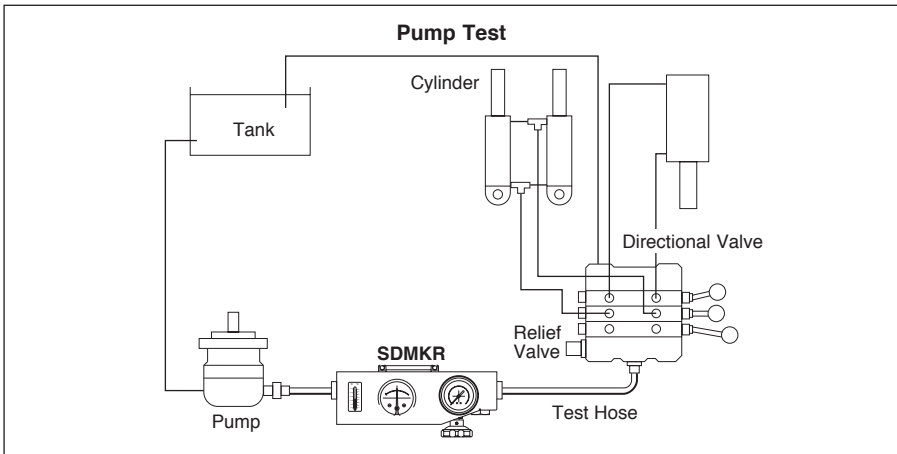 Pump Test
Cylinder
Tank
Directional Valve
Relief
Valve
SDMKR
Pump
Test Hose